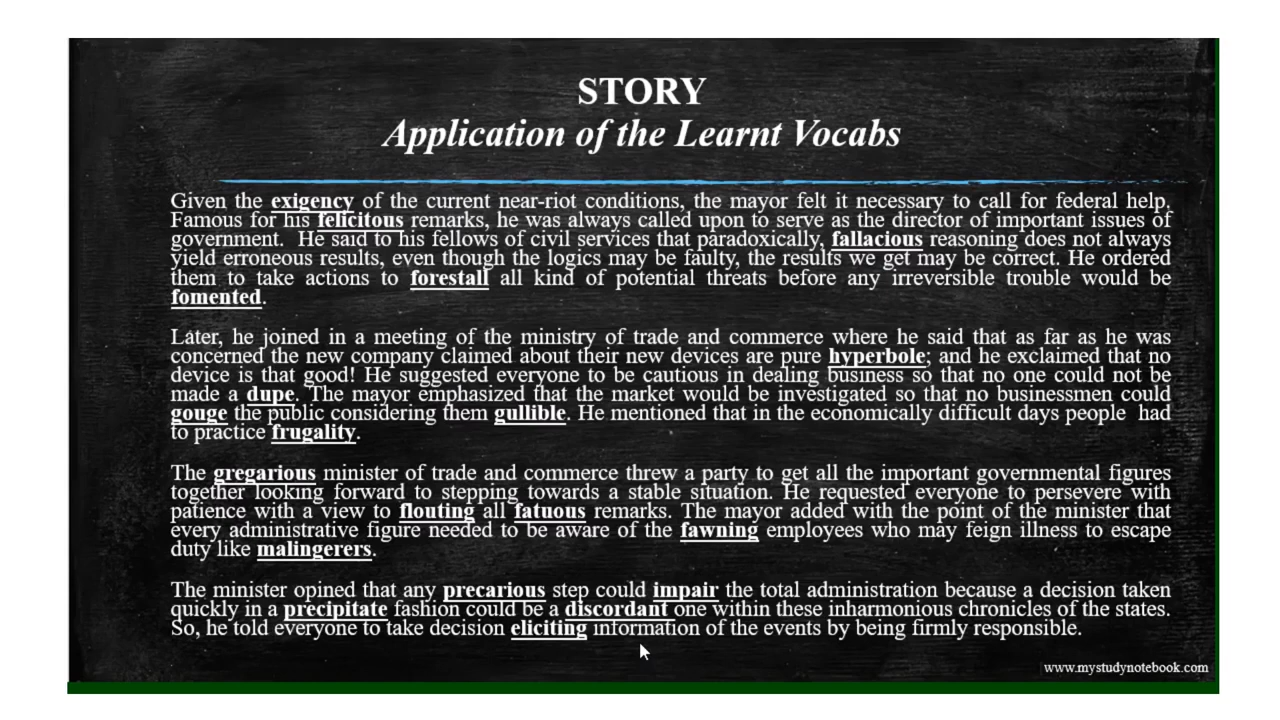 STORY
Application of the Learnt Vocabs
Given the exigency of the current near-riot conditions, the mayor felt it necessary to call for federal help.
Famous for his felicitous remarks, he was always called upon to serve as the director of important issues of
government. He said to his fellows of civil services that paradoxically, fallacious reasoning does not always
yield erroneous results, even though the logics may be faulty, the results we get may be correct. He ordered
them to take actions to forestall all kind of potential threats before any irreversible trouble would be
fomented.
Later, he joined in a meeting of the ministry of trade and commerce where he said that as far as he was
concerned the new company claimed about their new devices are pure hyperbole; and he exclaimed that no
device is that good! He suggested everyone to be cautious in dealing business so that no one could not be
made a dupe. The mayor emphasized that the market would be investigated so that no businessmen could
gouge the public considering them gullible. He mentioned that in the economically difficult days people had
to practice frugality.
The gregarious minister of trade and commerce threw a party to get all the important governmental figures
together looking forward to stepping towards a stable situation. He requested everyone to persevere with
patience with a view to flouting all fatuous remarks. The mayor added with the point of the minister that
every administrative figure needed to be aware of the fawning employees who may feign illness to escape
duty like malingerers.
The minister opined that any precarious step could impair the total administration because a decision taken
quickly in a precipitate fashion could be a discordant one within these inharmonious chronicles of the states.
So, he told everyone to take decision eliciting information of the events by being firmly responsible.
www.mystudynotebook.com